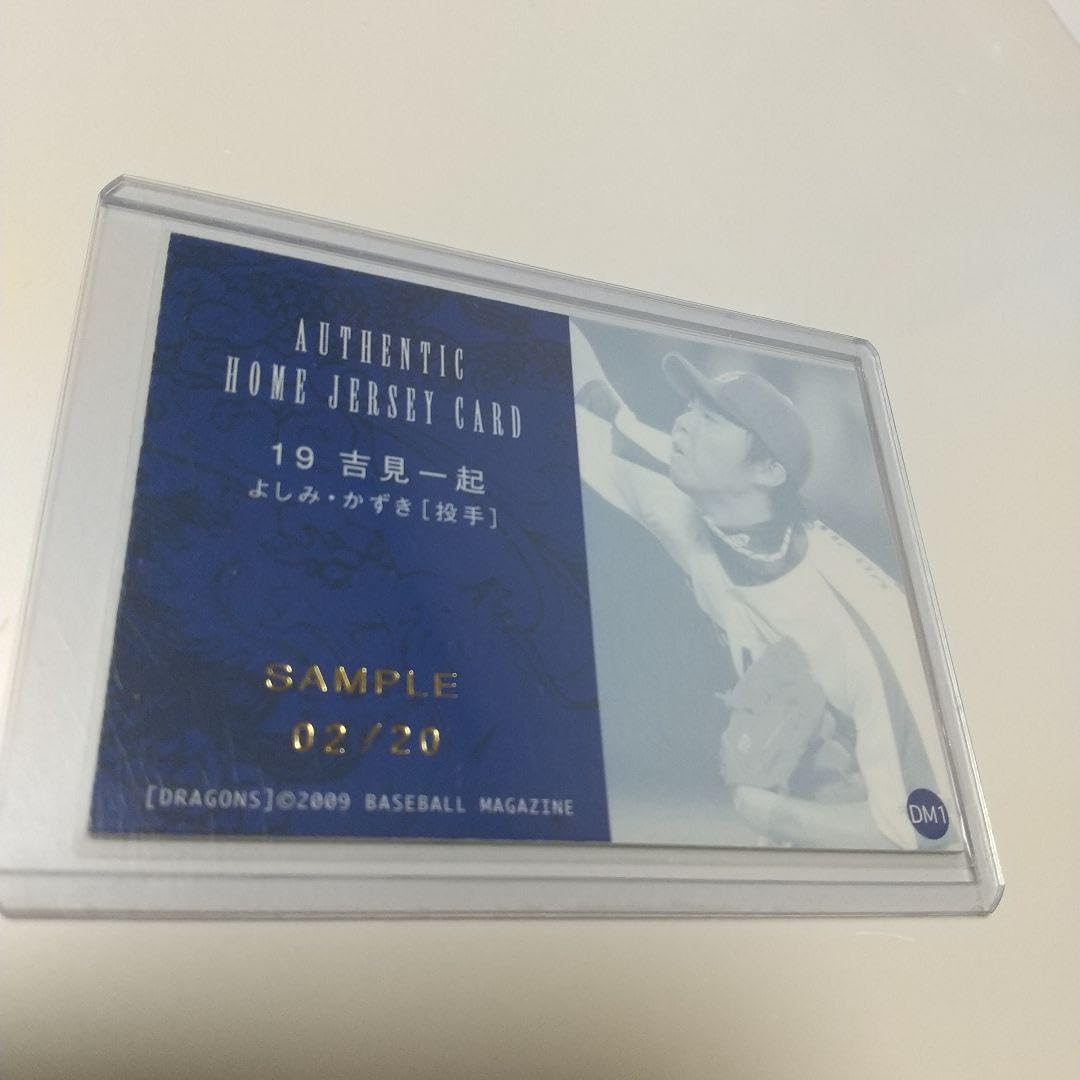 AUTHENTIC
HOME JERSEY CARD
19 吉見一起
よしみ・かずき[投手]
SAMPLE
02/20
[DRAGONS]©2009 BASEBALL MAGAZINE
DM1